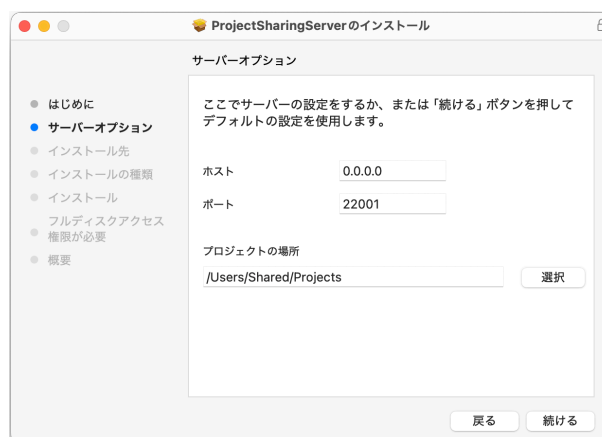 ProjectSharingServerのインストール
サーバーオプション
はじめに
サーバーオプション
インストール先
インストールの種類
インストール
フルディスクアクセス
権限が必要
概要
ここでサーバーの設定をするか、または「続ける」ボタンを押して
デフォルトの設定を使用します。
ホスト 0.0.0.0
ポート 22001
プロジェクトの場所
/Users/Shared/Projects 選択
戻る 続ける